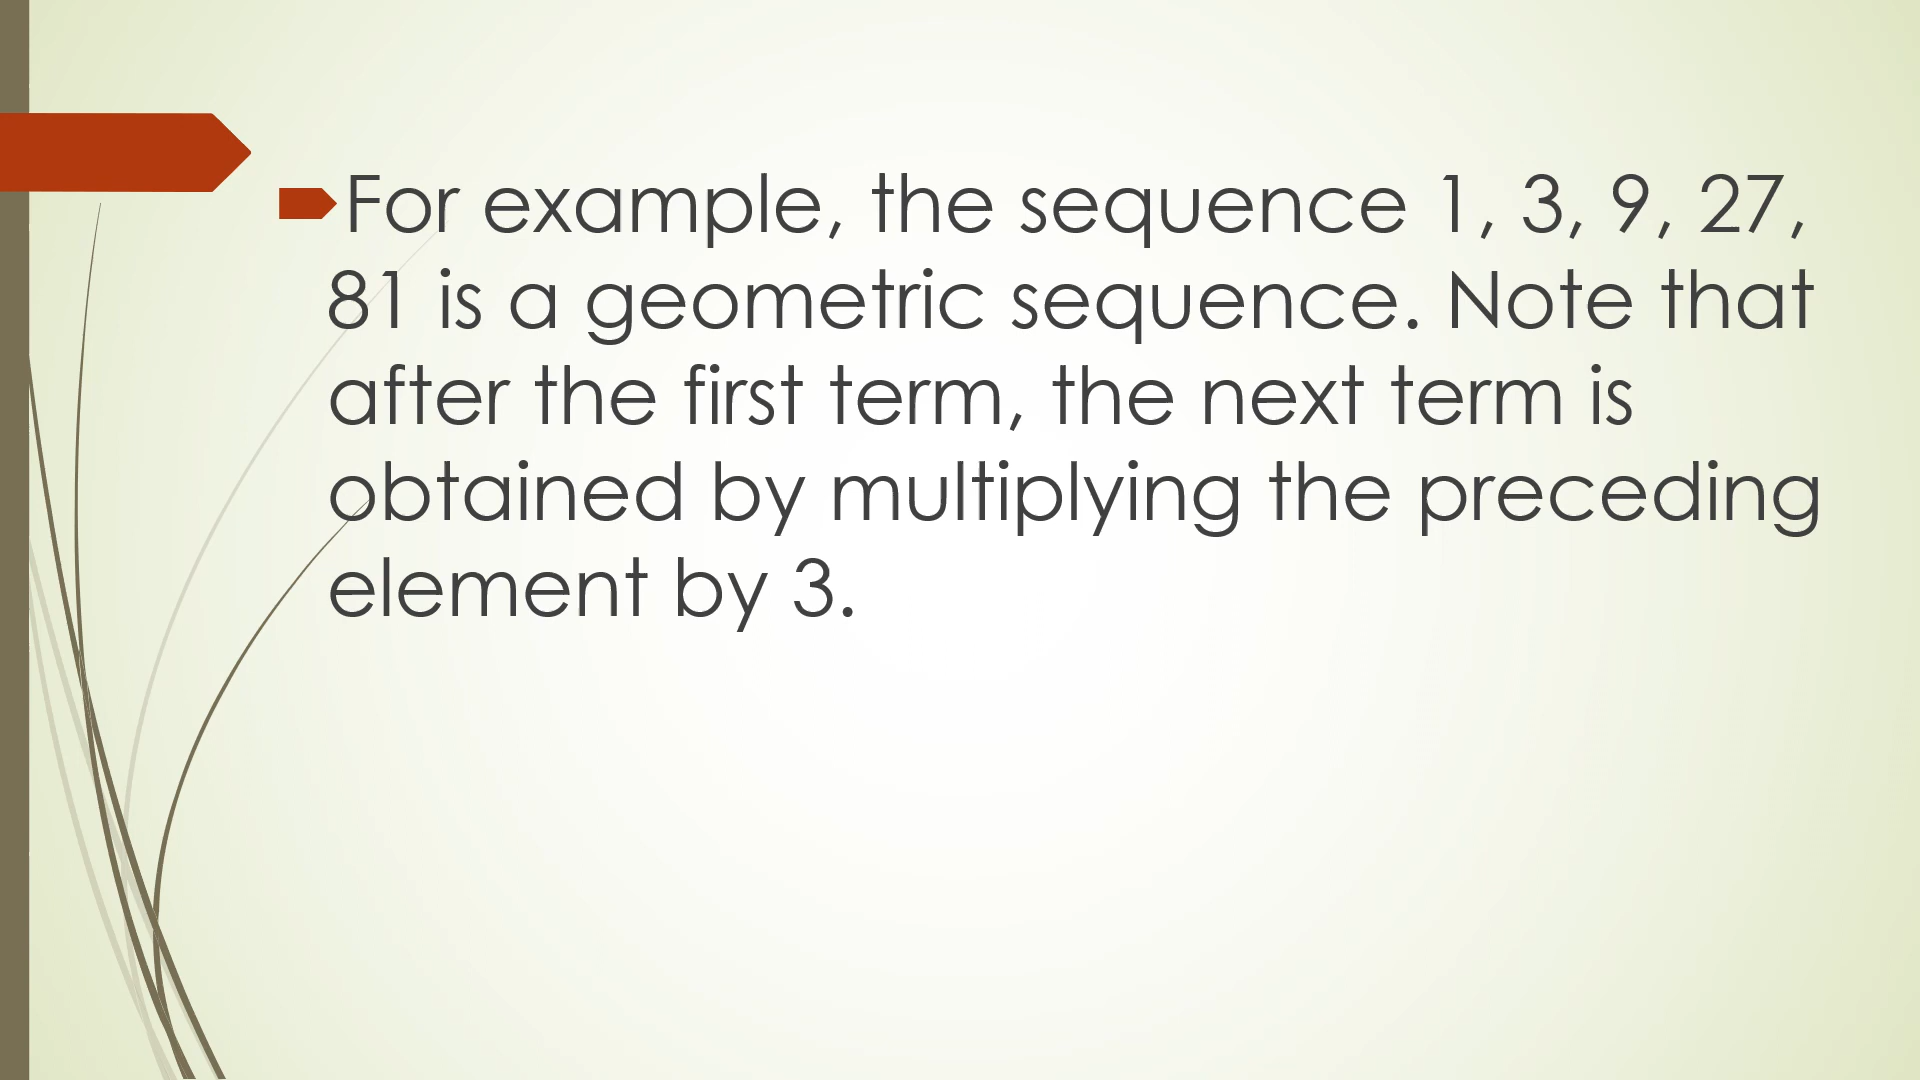 For example, the sequence 1, 3, 9, 27,
81 is a geometric sequence. Note that
after the first term, the next term is
obtained by multiplying the preceding
element by 3.